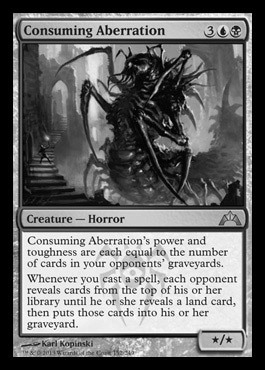 Consuming Aberration 3
Creature — Horror
Consuming Aberration's power and
toughness are each equal to the number
of cards in your opponents' graveyards.
Whenever you cast a spell, each opponent
reveals cards from the top of his or her
library until he or she reveals a land card,
then puts those cards into his or her
graveyard.
*/*
Karl Kopinski